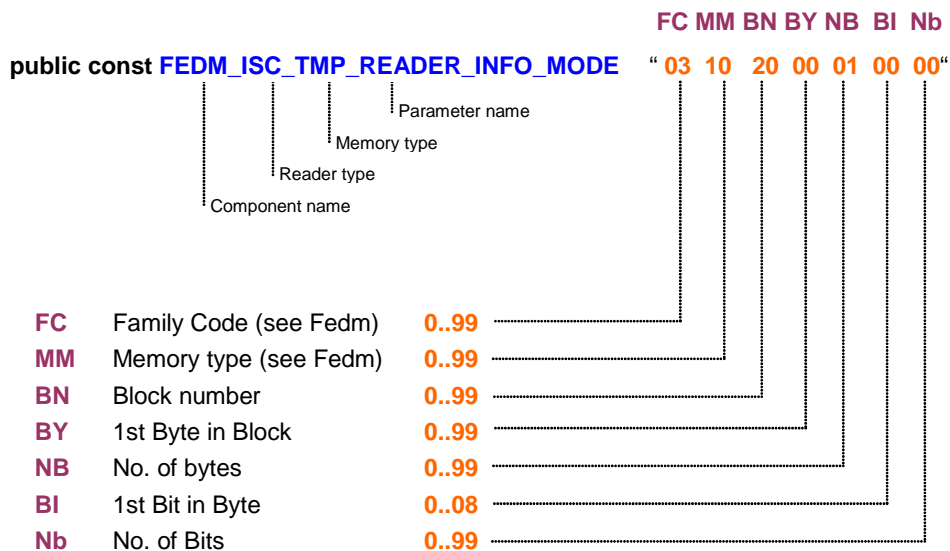 FC MM BN BY NB BI Nb
public const FEDM_ISC_TMP_READER_INFO_MODE “ 03 10 20 00 01 00 00“
Parameter name
Memory type
Reader type
Component name
FC Family Code (see Fedm) 0..99
MM Memory type (see Fedm) 0..99
BN Block number 0..99
BY 1st Byte in Block 0..99
NB No. of bytes 0..99
BI 1st Bit in Byte 0..08
Nb No. of Bits 0..99